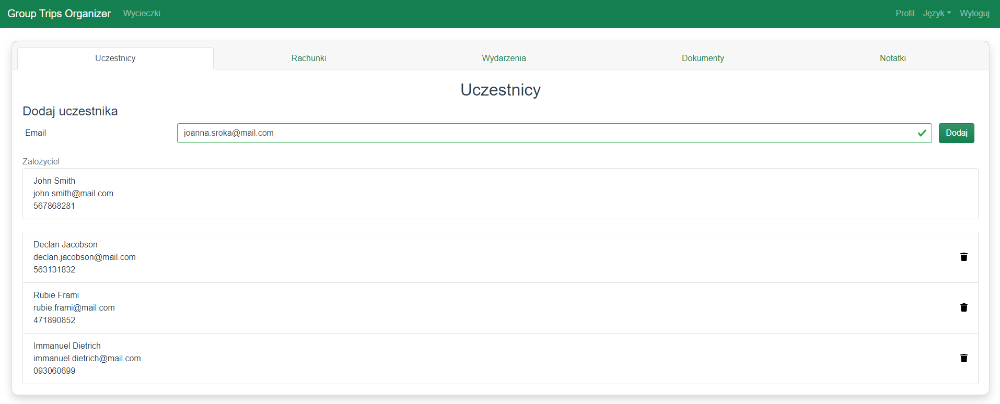 Group Trips Organizer Wycieczki Profil Język Wyloguj
Uczestnicy Rachunki Wydarzenia Dokumenty Notatki
Uczestnicy
Dodaj uczestnika
Email joanna.sroka@mail.com Dodaj
Założyciel
John Smith
john.smith@mail.com
567868281
Declan Jacobson
declan.jacobson@mail.com
563131832
Rubie Frami
rubie.frami@mail.com
471890852
Immanuel Dietrich
immanuel.dietrich@mail.com
093060699